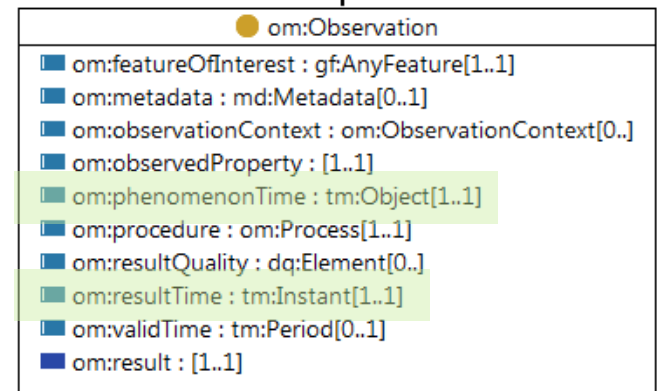 om:Observation
om:featureOfInterest : gf:AnyFeature[1..1]
om:metadata : md:Metadata[0..1]
om:observationContext : om:ObservationContext[0..]
om:observedProperty : [1..1]
om:phenomenonTime : tm:Object[1..1]
om:procedure : om:Process[1..1]
om:resultQuality : dq:Element[0..]
om:resultTime : tm:Instant[1..1]
om:validTime : tm:Period[0..1]
om:result : [1..1]